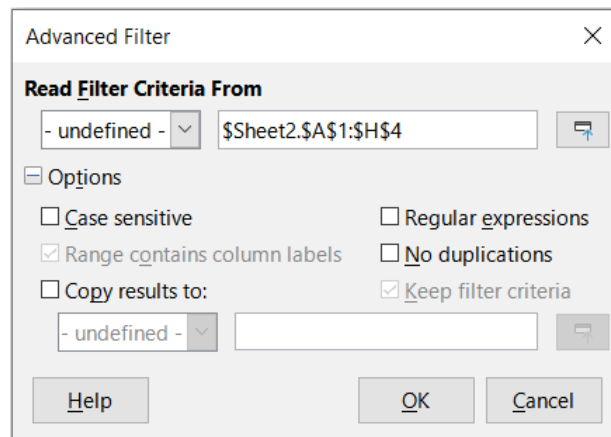 Advanced Filter
Read Filter Criteria From
- undefined - $Sheet2.$A$1:$H$4
Options
Case sensitive Regular expressions
Range contains column labels No duplications
Copy results to: Keep filter criteria
- undefined -
Help OK Cancel